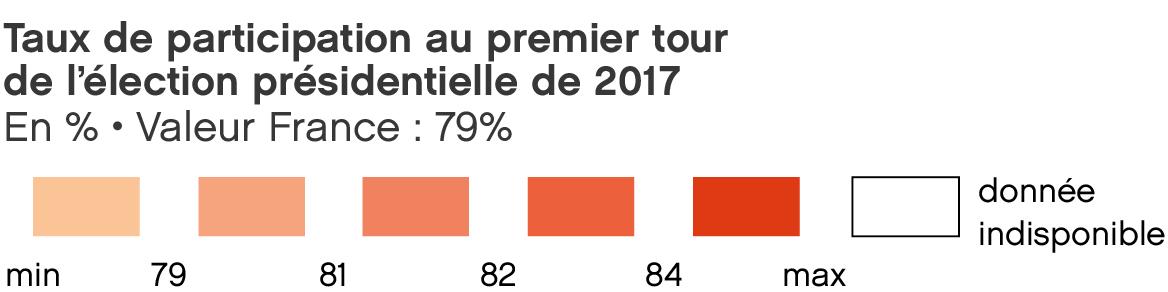 Taux de participation au premier tour
de l’élection présidentielle de 2017
En % • Valeur France : 79%
donnée
indisponible
min 79 81 82 84 max